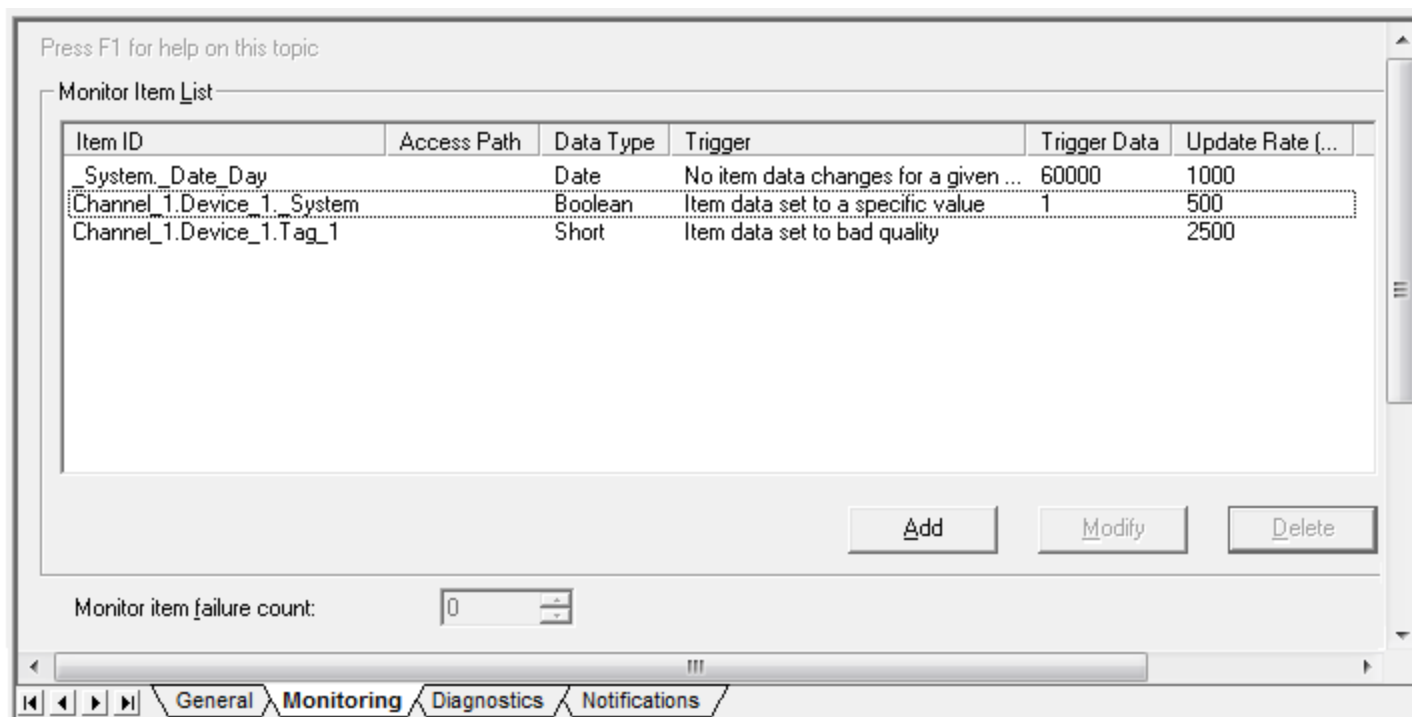 Press F1 for help on this topic
Monitor Item List
Item ID Access Path Data Type Trigger Trigger Data Update Rate (...
_System._Date_Day Date No item data changes for a given ... 60000 1000
Channel_1.Device_1._System Boolean Item data set to a specific value 1 500
Channel_1.Device_1.Tag_1 Short Item data set to bad quality 2500
Add Modify Delete
Monitor item failure count: 0
General Monitoring Diagnostics Notifications